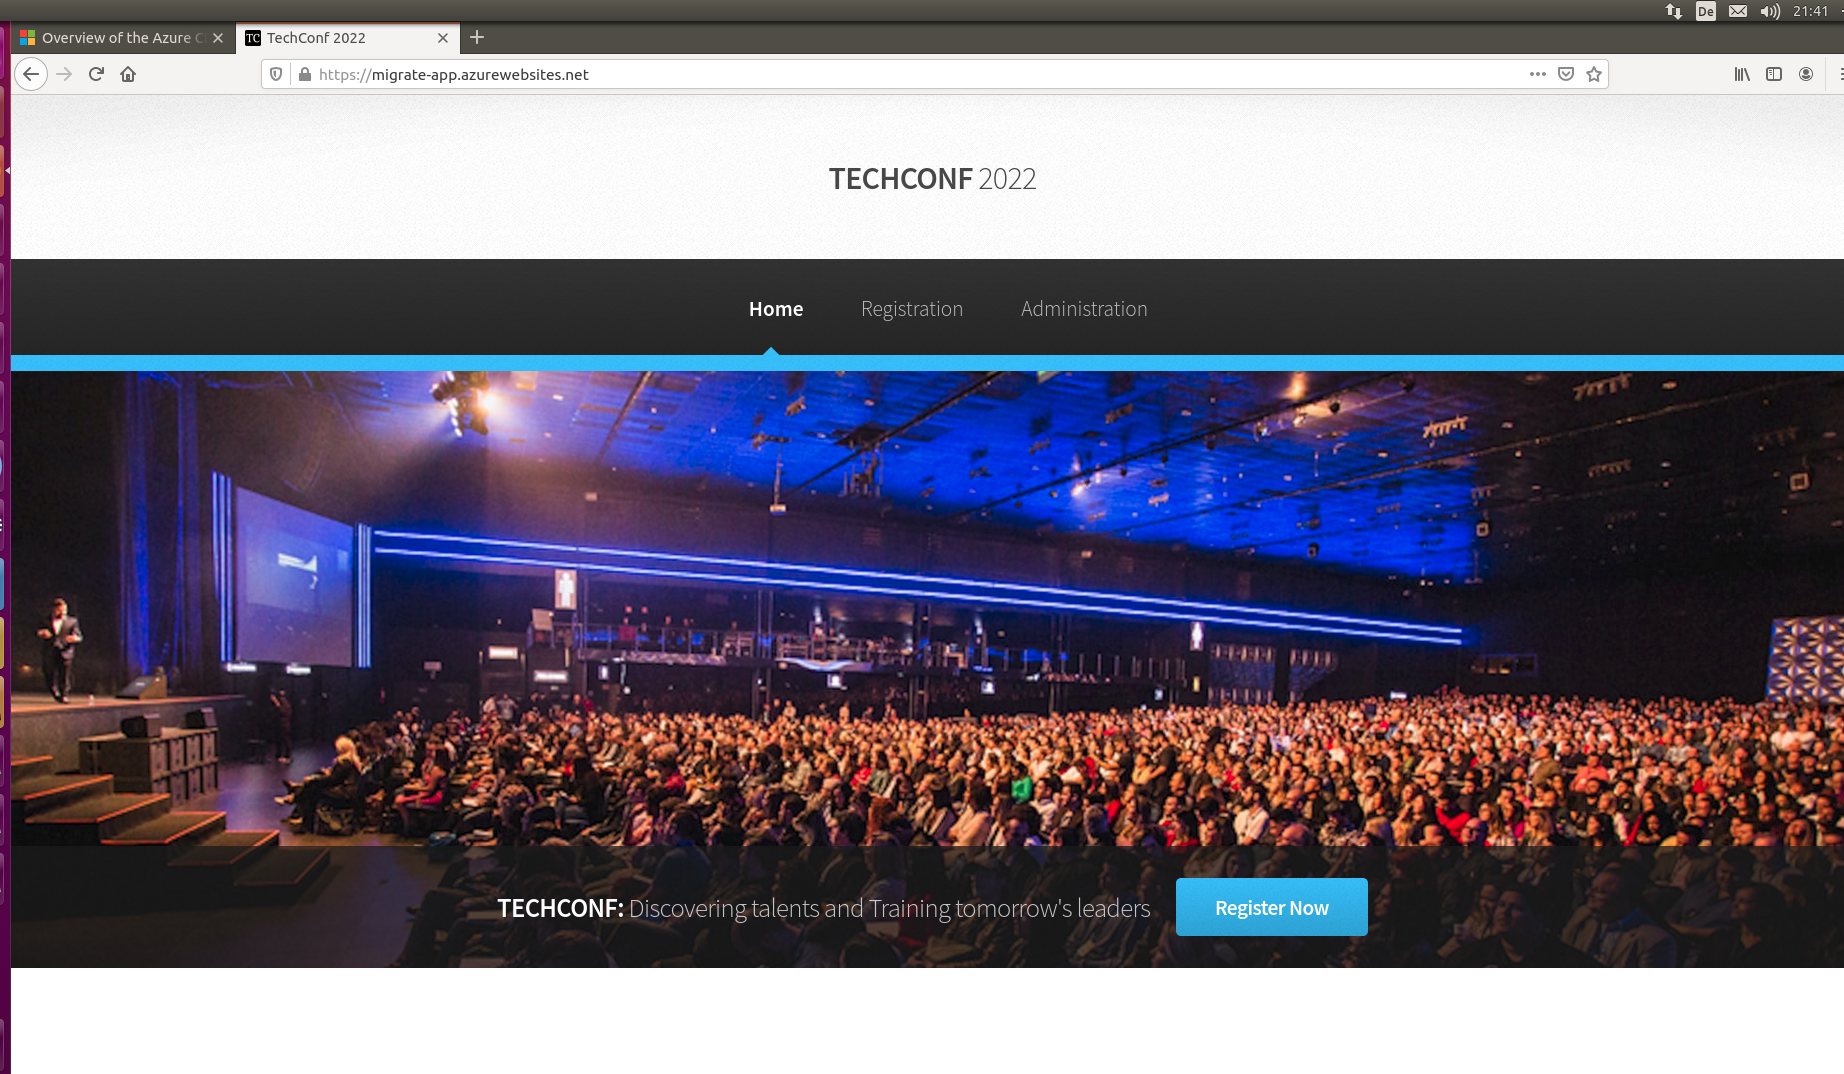 De
21:41
Overview of the Azure C
TechConf 2022
https://migrate-app.azurewebsites.net
TECHCONF 2022
Home
Registration
Administration
TECHCONF: Discovering talents and Training tomorrow's leaders
Register Now